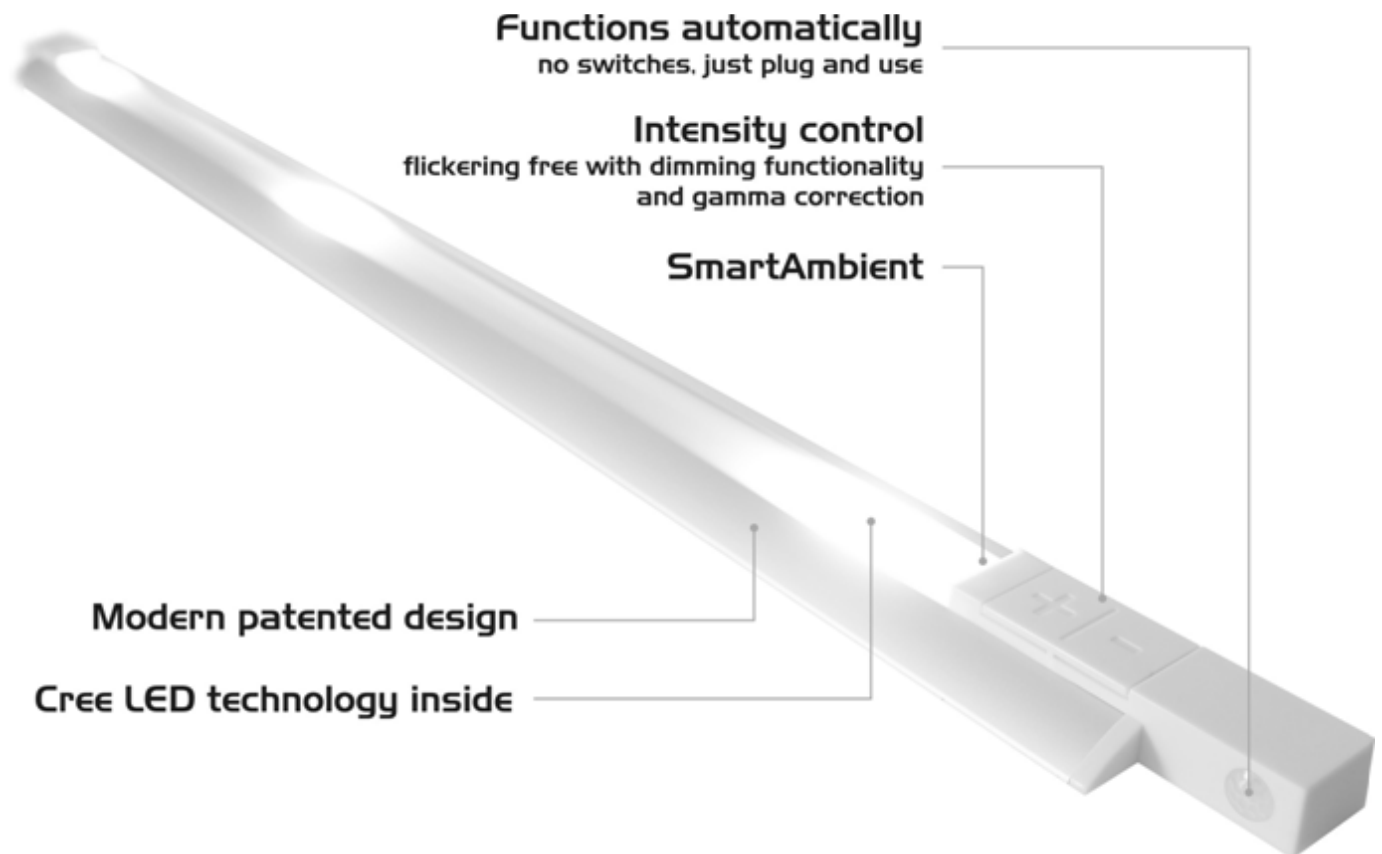 Functions automatically
no switches, just plug and use
Intensity control
flickering free with dimming functionality
and gamma correction
SmartAmbient
+
-
Modern patented design
Cree LED technology inside